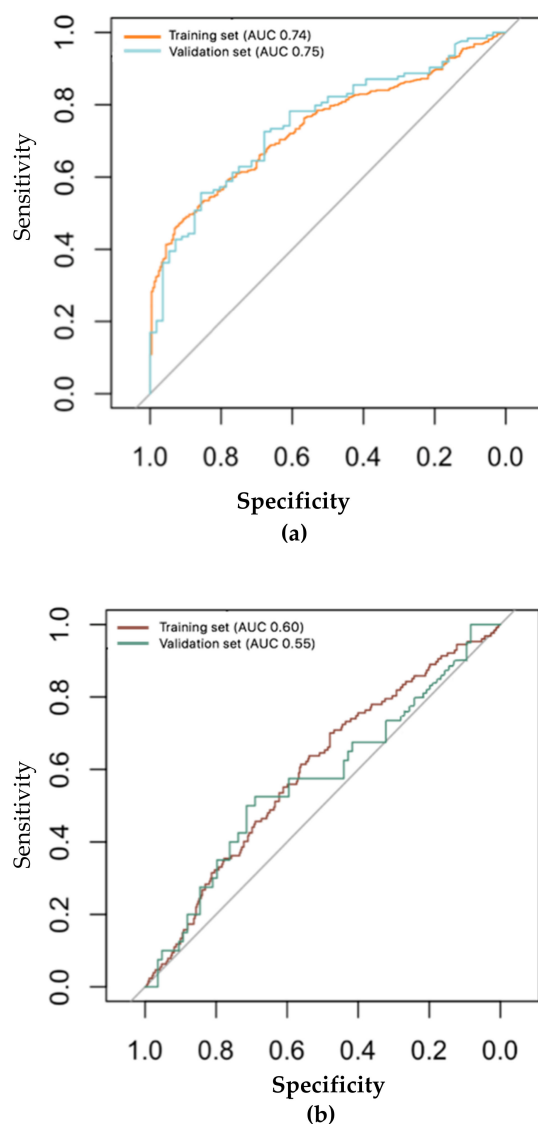 Training set (AUC 0.74)
Validation set (AUC 0.75)
Sensitivity
0.0 0.2 0.4 0.6 0.8 1.0
1.0 0.8 0.6 0.4 0.2 0.0
Specificity
(a)
Training set (AUC 0.60)
Validation set (AUC 0.55)
Sensitivity
0.0 0.2 0.4 0.6 0.8 1.0
1.0 0.8 0.6 0.4 0.2 0.0
Specificity
(b)